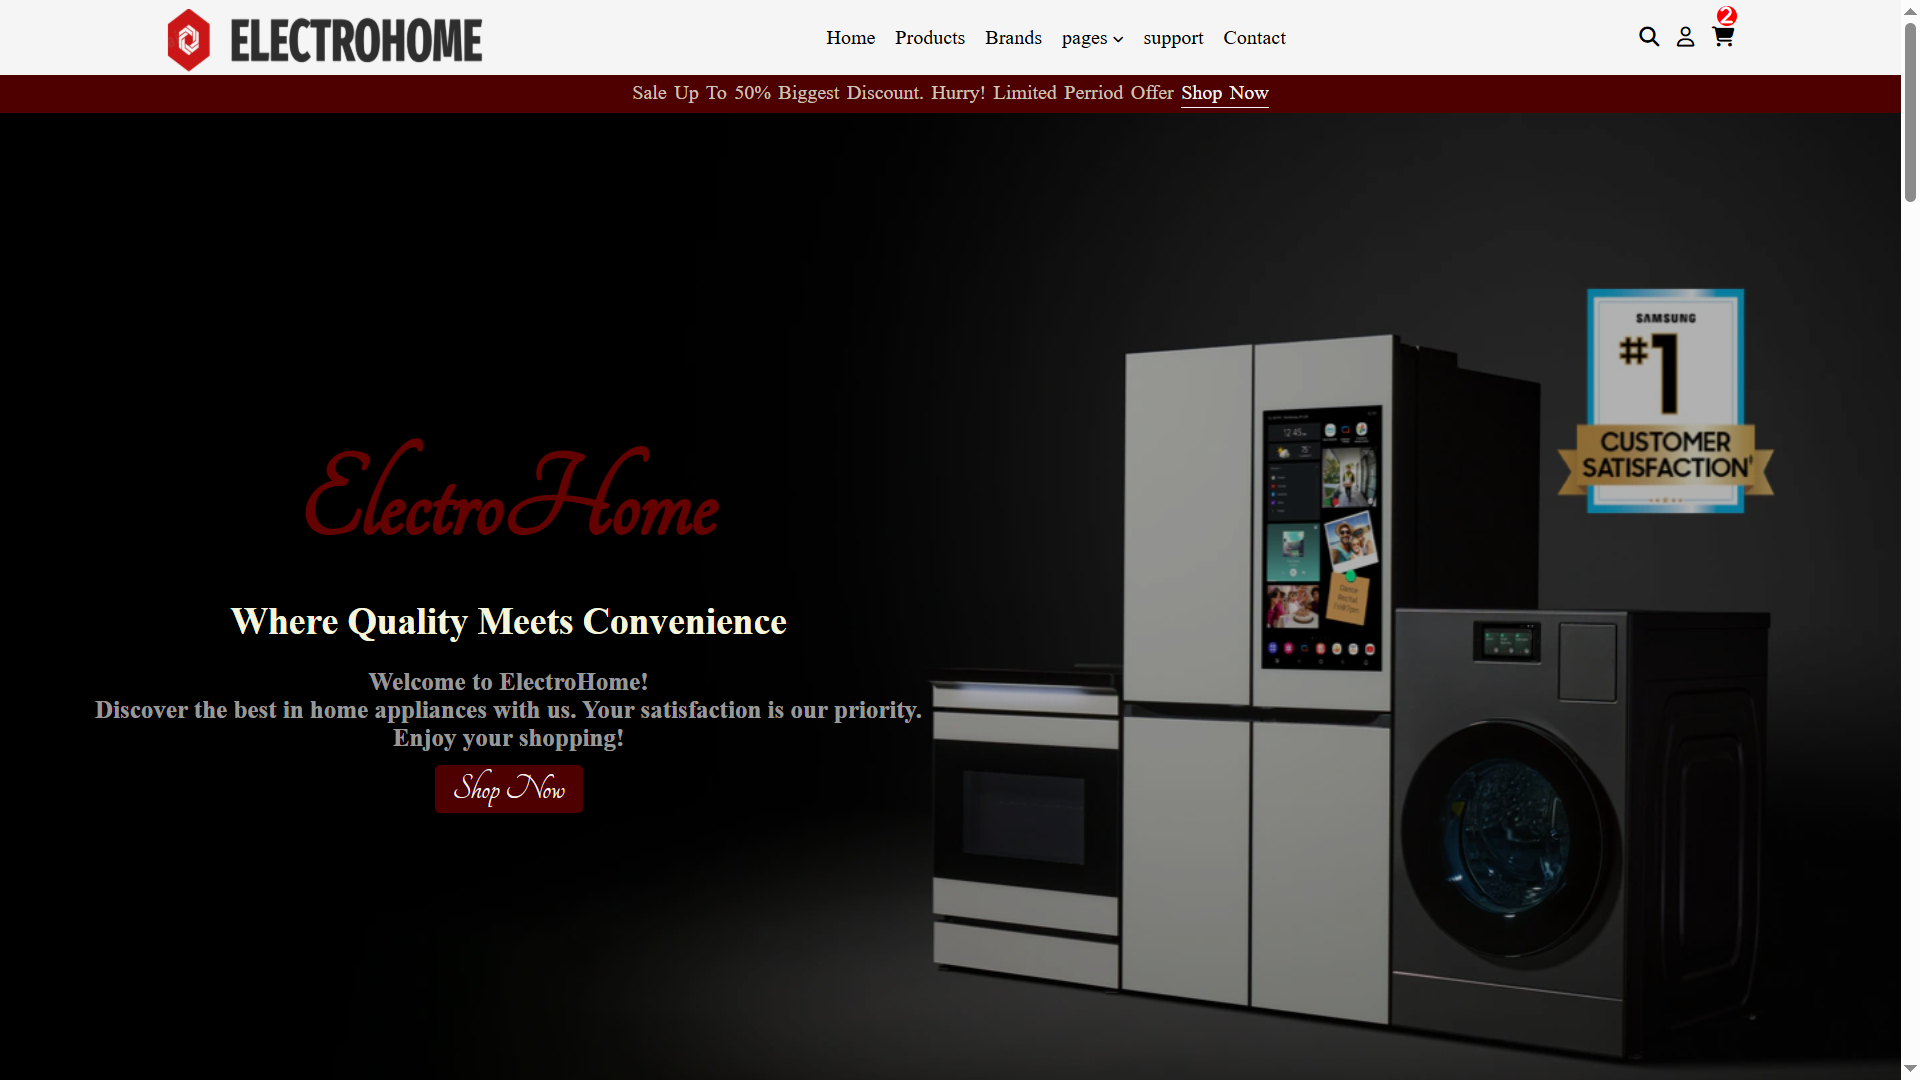 ELECTROHOME
Home Products Brands pages support Contact
2
Sale Up To 50% Biggest Discount. Hurry! Limited Perriod Offer Shop Now
SAMSUNG
#1
CUSTOMER
SATISFACTION‡
12:45
ElectroHome
Where Quality Meets Convenience
Welcome to ElectroHome!
Discover the best in home appliances with us. Your satisfaction is our priority.
Enjoy your shopping!
Shop Now